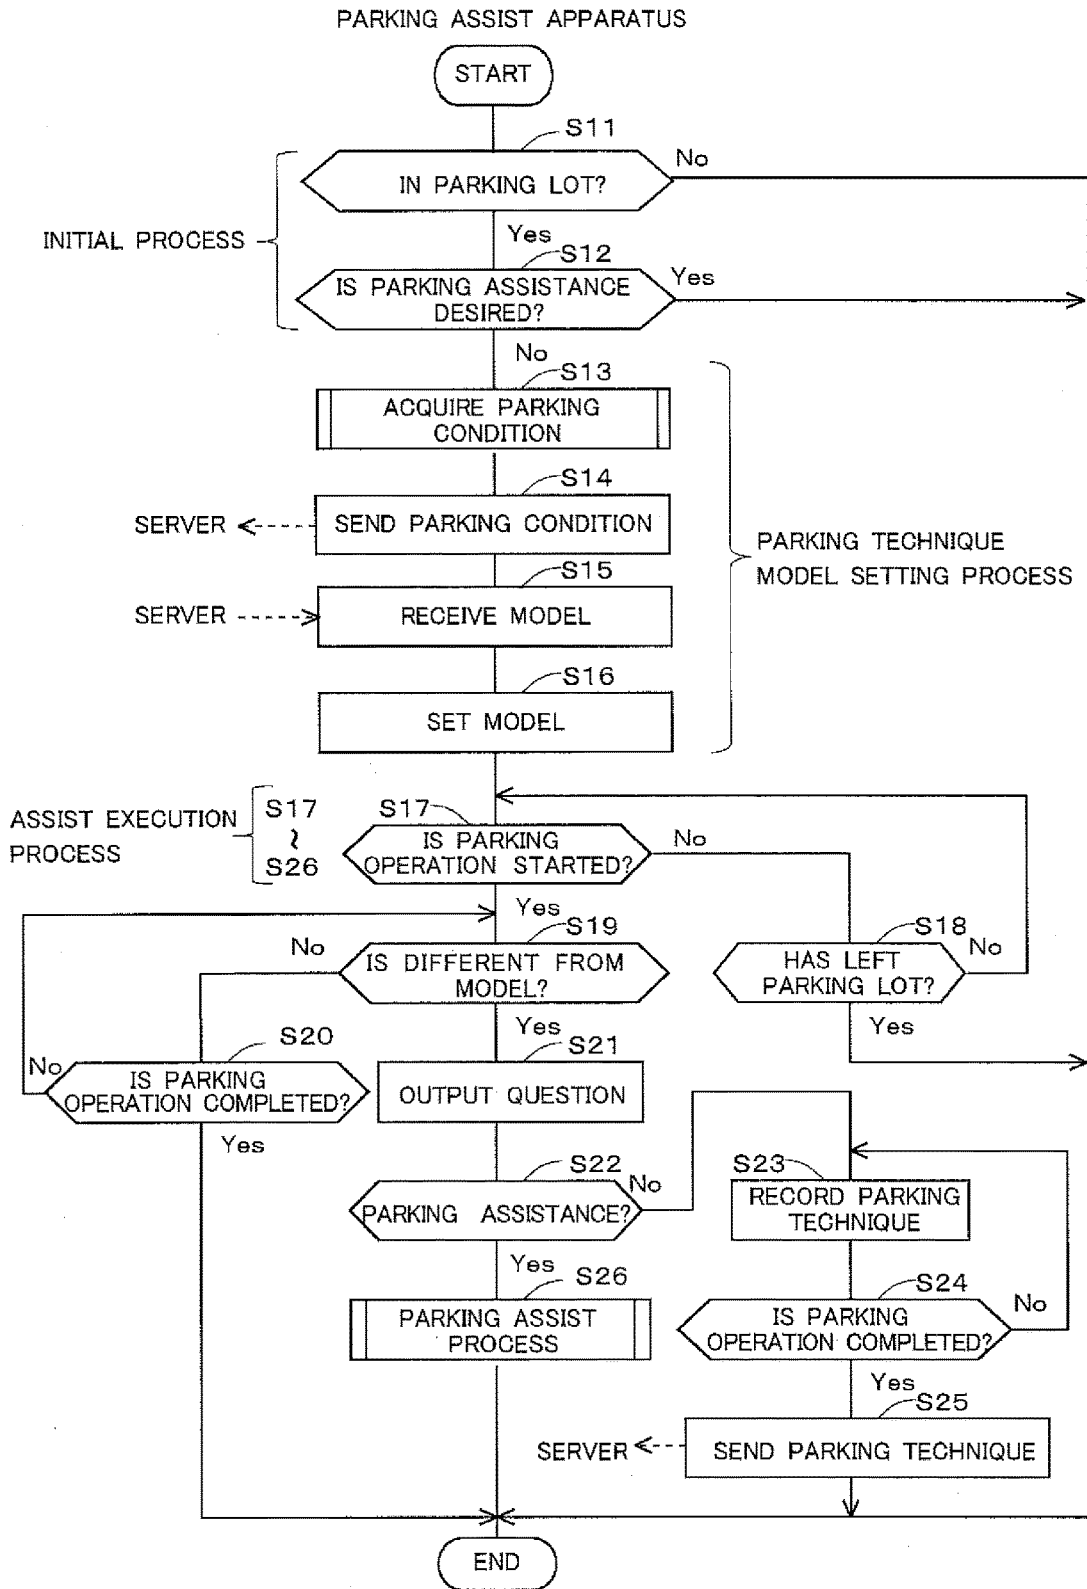 PARKING ASSIST APPARATUS
START
S11
IN PARKING LOT?
No
INITIAL PROCESS
Yes
S12
IS PARKING ASSISTANCE
DESIRED?
Yes
No
S13
ACQUIRE PARKING
CONDITION
S14
SERVER
SEND PARKING CONDITION
PARKING TECHNIQUE
MODEL SETTING PROCESS
S15
SERVER
RECEIVE MODEL
S16
SET MODEL
ASSIST EXECUTION
PROCESS
S17
~
S26
S17
IS PARKING
OPERATION STARTED?
No
Yes
S18
HAS LEFT
PARKING LOT?
No
Yes
S19
IS DIFFERENT FROM
MODEL?
No
Yes
S20
IS PARKING
OPERATION COMPLETED?
No
Yes
S21
OUTPUT QUESTION
S22
PARKING ASSISTANCE?
No
Yes
S23
RECORD PARKING
TECHNIQUE
S24
IS PARKING
OPERATION COMPLETED?
No
Yes
S26
PARKING ASSIST
PROCESS
S25
SERVER
SEND PARKING TECHNIQUE
END